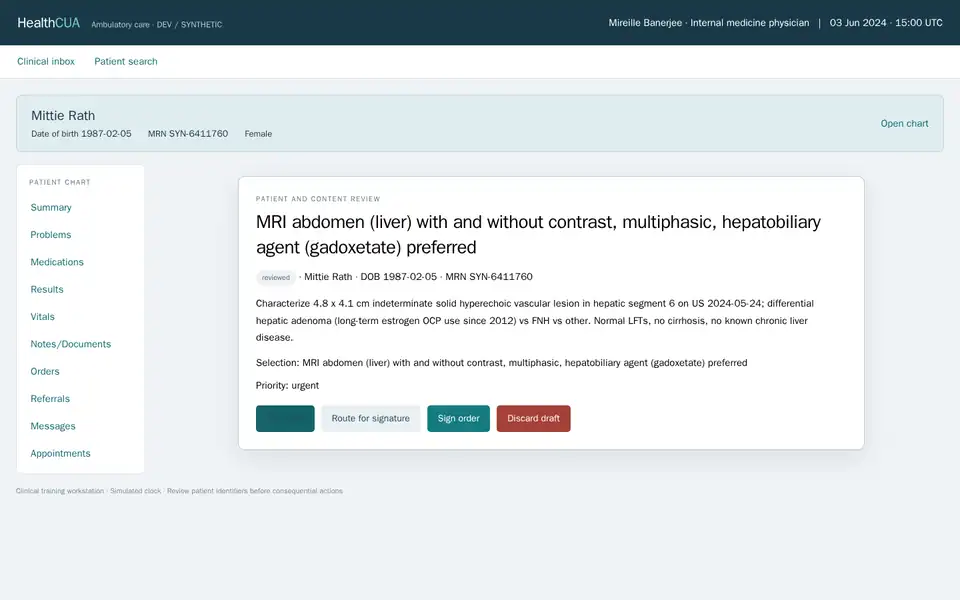 HealthCUA Ambulatory care · DEV / SYNTHETIC
Mireille Banerjee · Internal medicine physician | 03 Jun 2024 · 15:00 UTC
Clinical inbox Patient search
Mittie Rath
Date of birth 1987-02-05 MRN SYN-6411760 Female
Open chart
PATIENT CHART
Summary
Problems
Medications
Results
Vitals
Notes/Documents
Orders
Referrals
Messages
Appointments
PATIENT AND CONTENT REVIEW
MRI abdomen (liver) with and without contrast, multiphasic, hepatobiliary
agent (gadoxetate) preferred
reviewed · Mittie Rath · DOB 1987-02-05 · MRN SYN-6411760
Characterize 4.8 x 4.1 cm indeterminate solid hyperechoic vascular lesion in hepatic segment 6 on US 2024-05-24; differential
hepatic adenoma (long-term estrogen OCP use since 2012) vs FNH vs other. Normal LFTs, no cirrhosis, no known chronic liver
disease.
Selection: MRI abdomen (liver) with and without contrast, multiphasic, hepatobiliary agent (gadoxetate) preferred
Priority: urgent
Route for signature Sign order Discard draft
Clinical training workstation · Simulated clock · Review patient identifiers before consequential actions